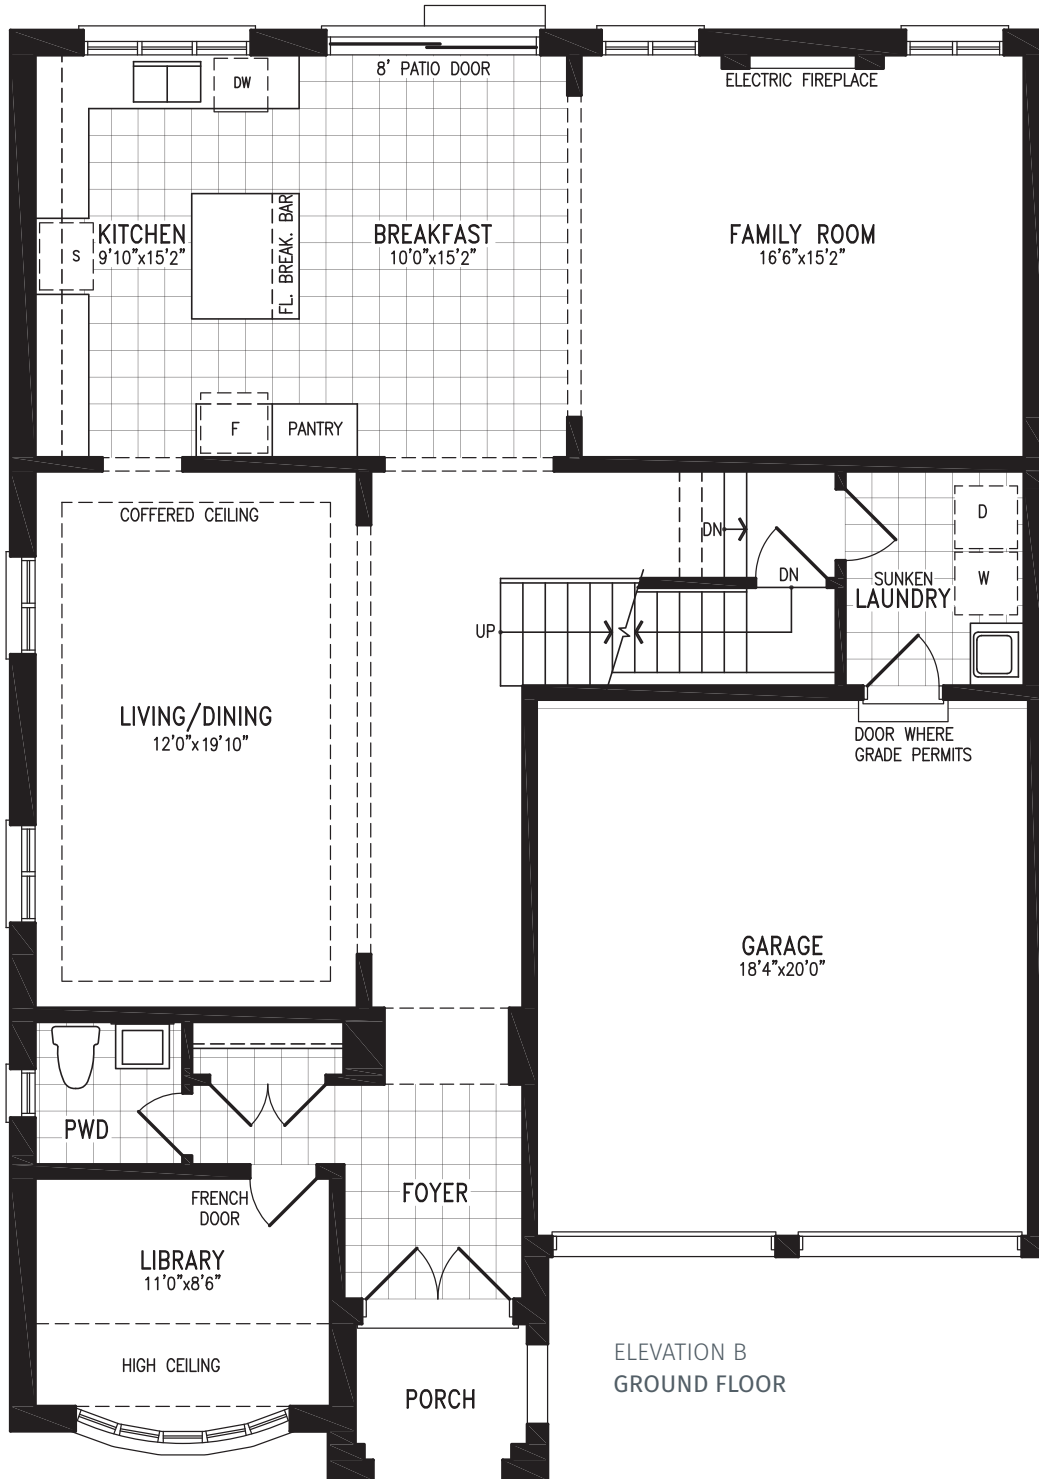 8' PATIO DOOR
DW
ELECTRIC FIREPLACE
KITCHEN
9'10"x15'2"
S
FL. BREAK. BAR
BREAKFAST
10'0"x15'2"
FAMILY ROOM
16'6"x15'2"
F
PANTRY
COFFERED CEILING
DN
DN
D
W
SUNKEN
LAUNDRY
UP
LIVING/DINING
12'0"x19'10"
DOOR WHERE
GRADE PERMITS
GARAGE
18'4"x20'0"
PWD
FOYER
FRENCH
DOOR
LIBRARY
11'0"x8'6"
HIGH CEILING
PORCH
ELEVATION B
GROUND FLOOR